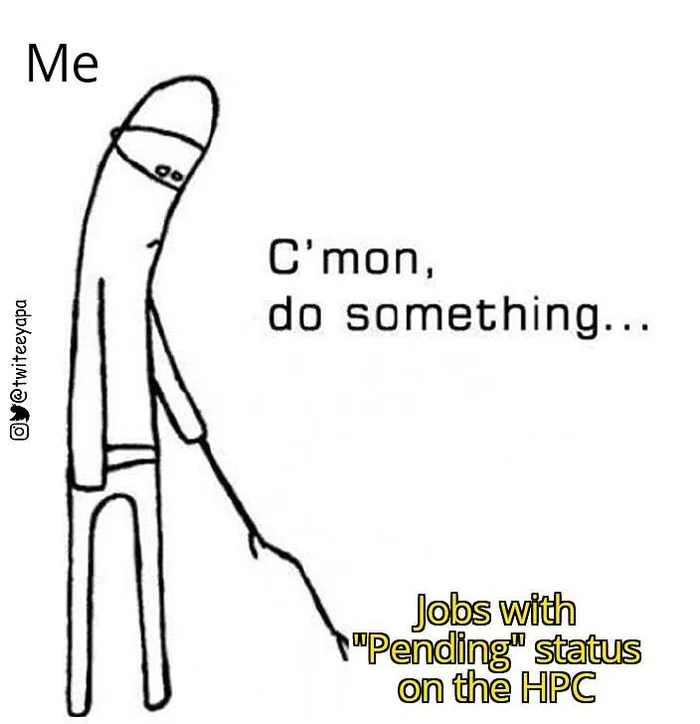 Me
C'mon,
do something...
@twiteeyapa
Jobs with
"Pending" status
on the HPC